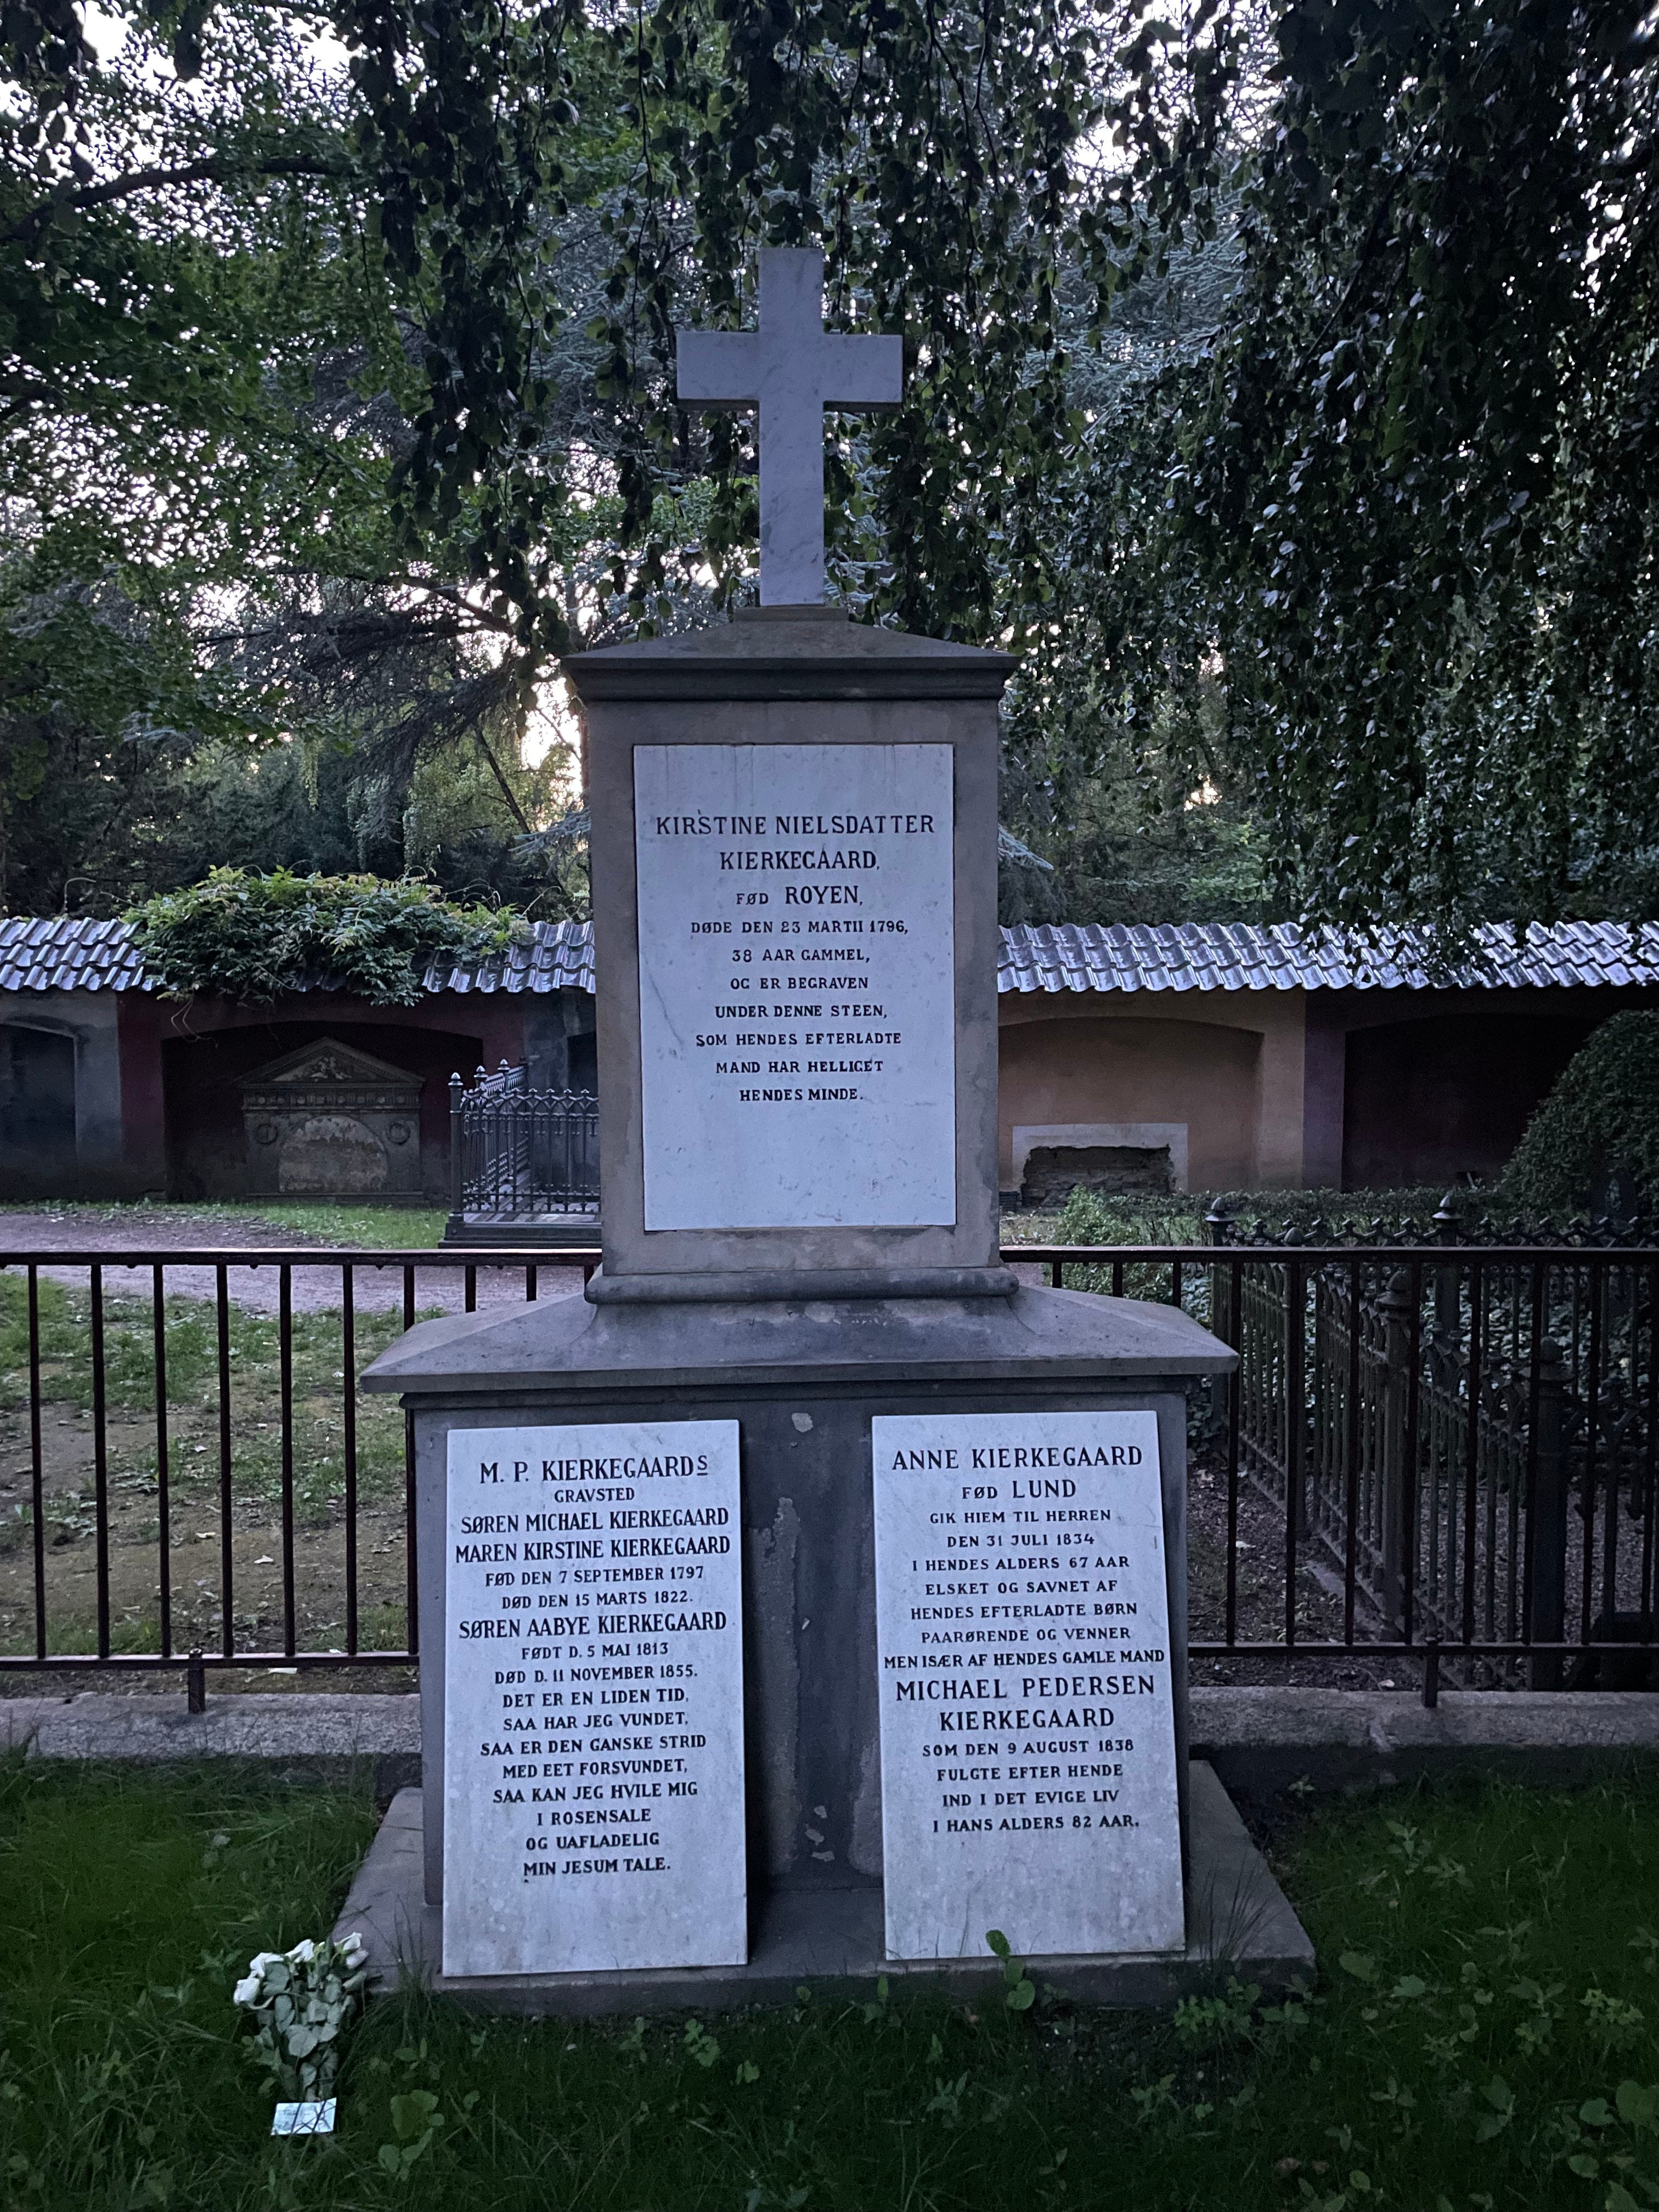 KIRSTINE NIELSDATTER
KIERKEGAARD,
FØD ROYEN,
DØDE DEN 23 MARTII 1796,
38 AAR GAMMEL,
OG ER BEGRAVEN
UNDER DENNE STEEN,
SOM HENDES EFTERLADTE
MAND HAR HELLIGET
HENDES MINDE.
M. P. KIERKEGAARDS
GRAVSTED
SØREN MICHAEL KIERKEGAARD
MAREN KIRSTINE KIERKEGAARD
FØD DEN 7 SEPTEMBER 1797
DØD DEN 15 MARTS 1822.
SØREN AABYE KIERKEGAARD
FØDT D. 5 MAI 1813
DØD D. 11 NOVEMBER 1855.
DET ER EN LIDEN TID,
SAA HAR JEG VUNDET,
SAA ER DEN GANSKE STRID
MED EET FORSVUNDET,
SAA KAN JEG HVILE MIG
I ROSENSALE
OG UAFLADELIG
MIN JESUM TALE.
ANNE KIERKEGAARD
FØD LUND
GIK HIEM TIL HERREN
DEN 31 JULI 1834
I HENDES ALDERS 67 AAR
ELSKET OG SAVNET AF
HENDES EFTERLADTE BØRN
PAARØRENDE OG VENNER
MEN ISÆR AF HENDES GAMLE MAND
MICHAEL PEDERSEN
KIERKEGAARD
SOM DEN 9 AUGUST 1838
FULGTE EFTER HENDE
IND I DET EVIGE LIV
I HANS ALDERS 82 AAR.